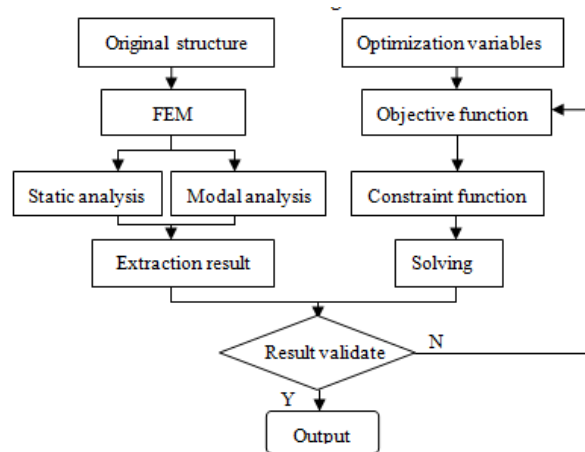 Original structure
Optimization variables
FEM
Objective function
Static analysis
Modal analysis
Constraint function
Extraction result
Solving
Result validate
N
Y
Output